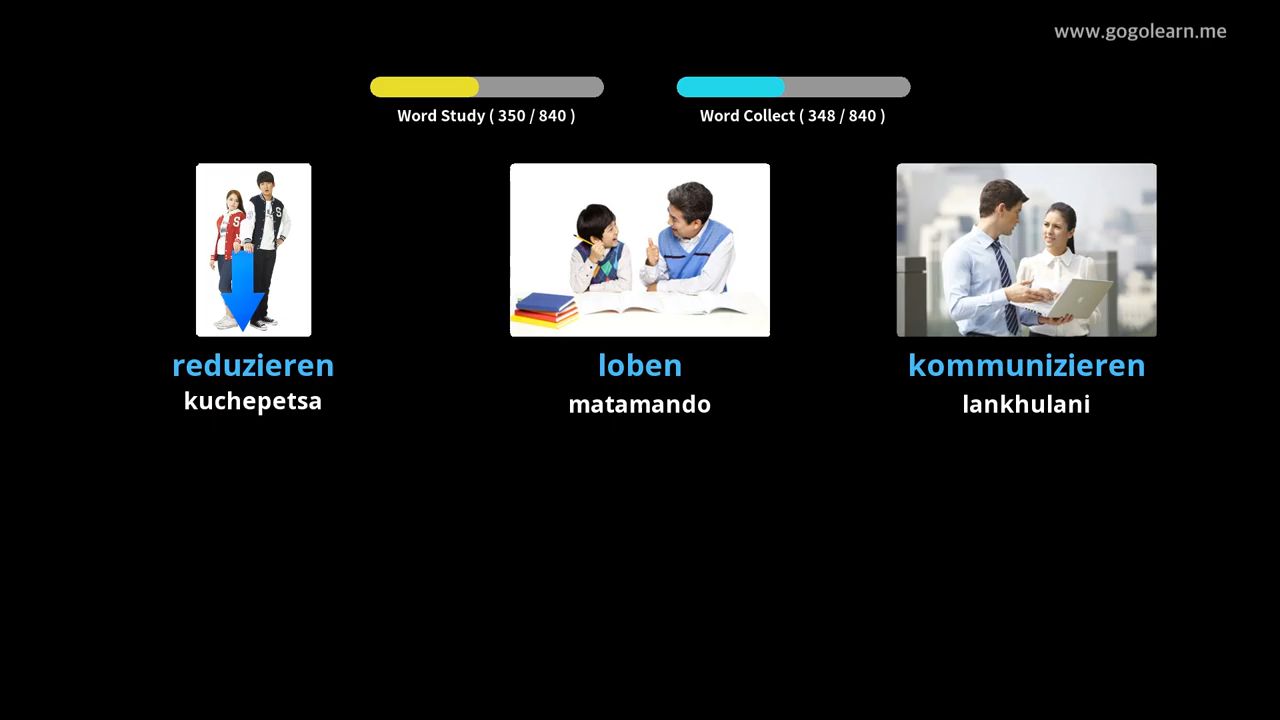 www.gogolearn.me
Word Study ( 350 / 840 )
Word Collect ( 348 / 840 )
reduzieren
kuchepetsa
loben
matamando
kommunizieren
lankhulani